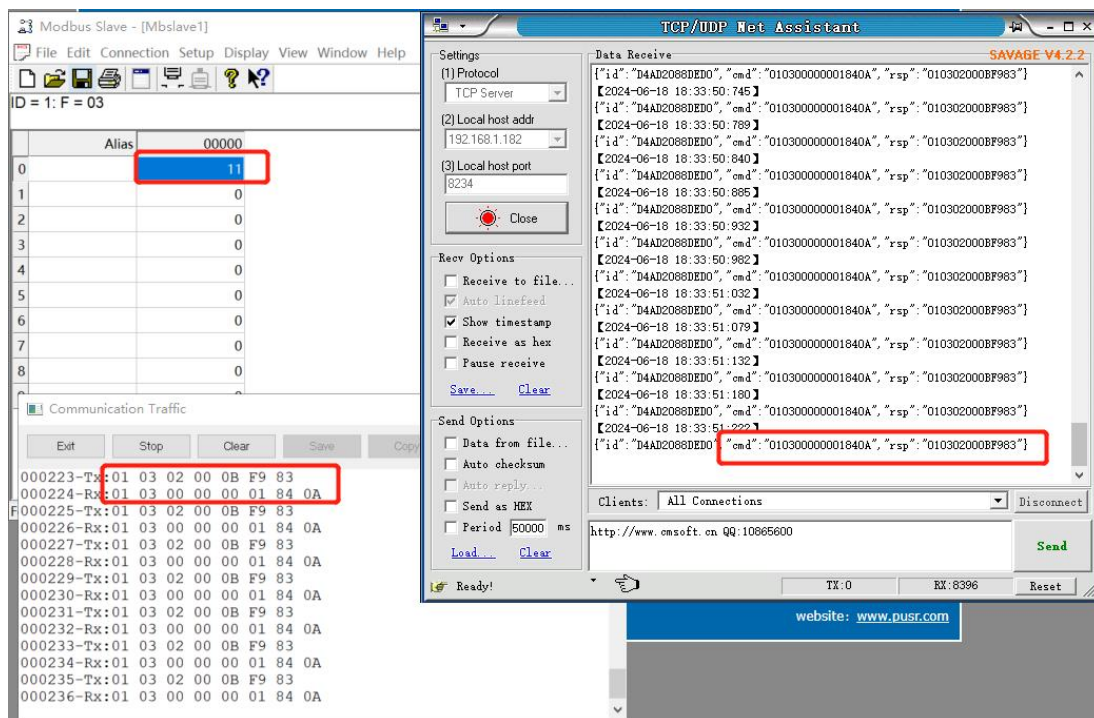 Modbus Slave - [Mbslave1]
File Edit Connection Setup Display View Window Help
ID = 1: F = 03
Alias 00000
0 11
1 0
2 0
3 0
4 0
5 0
6 0
7 0
8 0
Communication Traffic
Exit Stop Clear Save Copy
000223-Tx:01 03 02 00 0B F9 83
000224-Rx:01 03 00 00 00 01 84 0A
000225-Tx:01 03 02 00 0B F9 83
000226-Rx:01 03 00 00 00 01 84 0A
000227-Tx:01 03 02 00 0B F9 83
000228-Rx:01 03 00 00 00 01 84 0A
000229-Tx:01 03 02 00 0B F9 83
000230-Rx:01 03 00 00 00 01 84 0A
000231-Tx:01 03 02 00 0B F9 83
000232-Rx:01 03 00 00 00 01 84 0A
000233-Tx:01 03 02 00 0B F9 83
000234-Rx:01 03 00 00 00 01 84 0A
000235-Tx:01 03 02 00 0B F9 83
000236-Rx:01 03 00 00 00 01 84 0A
TCP/UDP Net Assistant
Settings
(1) Protocol
TCP Server
(2) Local host addr
192.168.1.182
(3) Local host port
8234
Close
Recv Options
Receive to file...
Auto linefeed
Show timestamp
Receive as hex
Pause receive
Save... Clear
Send Options
Data from file...
Auto checksum
Auto reply...
Send as HEX
Period 50000 ms
Load... Clear
Data Receive SAVAGE V4.2.2
{"id":"D4AD2088DED0","cmd":"010300000001840A","rsp":"010302000BF983"}
【2024-06-18 18:33:50:745】
{"id":"D4AD2088DED0","cmd":"010300000001840A","rsp":"010302000BF983"}
【2024-06-18 18:33:50:789】
{"id":"D4AD2088DED0","cmd":"010300000001840A","rsp":"010302000BF983"}
【2024-06-18 18:33:50:840】
{"id":"D4AD2088DED0","cmd":"010300000001840A","rsp":"010302000BF983"}
【2024-06-18 18:33:50:885】
{"id":"D4AD2088DED0","cmd":"010300000001840A","rsp":"010302000BF983"}
【2024-06-18 18:33:50:932】
{"id":"D4AD2088DED0","cmd":"010300000001840A","rsp":"010302000BF983"}
【2024-06-18 18:33:50:982】
{"id":"D4AD2088DED0","cmd":"010300000001840A","rsp":"010302000BF983"}
【2024-06-18 18:33:51:032】
{"id":"D4AD2088DED0","cmd":"010300000001840A","rsp":"010302000BF983"}
【2024-06-18 18:33:51:079】
{"id":"D4AD2088DED0","cmd":"010300000001840A","rsp":"010302000BF983"}
【2024-06-18 18:33:51:132】
{"id":"D4AD2088DED0","cmd":"010300000001840A","rsp":"010302000BF983"}
【2024-06-18 18:33:51:180】
{"id":"D4AD2088DED0","cmd":"010300000001840A","rsp":"010302000BF983"}
【2024-06-18 18:33:51:222】
{"id":"D4AD2088DED0","cmd":"010300000001840A","rsp":"010302000BF983"}
Clients: All Connections Disconnect
http://www.cmsoft.cn QQ:10865600
Send
Ready! TX:0 RX:8396 Reset
website: www.pusr.com